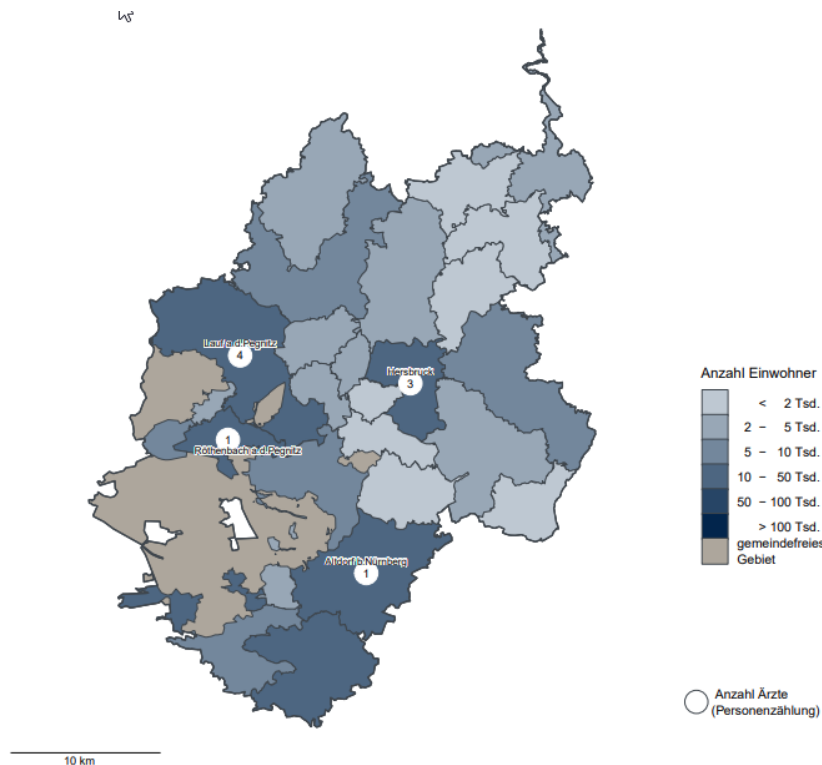 Lauf a.d.Pegnitz
4
Hersbruck
3
1
Röthenbach a.d.Pegnitz
Altdorf b.Nürnberg
1
Anzahl Einwohner
< 2 Tsd.
2 – 5 Tsd.
5 – 10 Tsd.
10 – 50 Tsd.
50 – 100 Tsd.
> 100 Tsd.
gemeindefreies
Gebiet
Anzahl Ärzte
(Personenzählung)
10 km